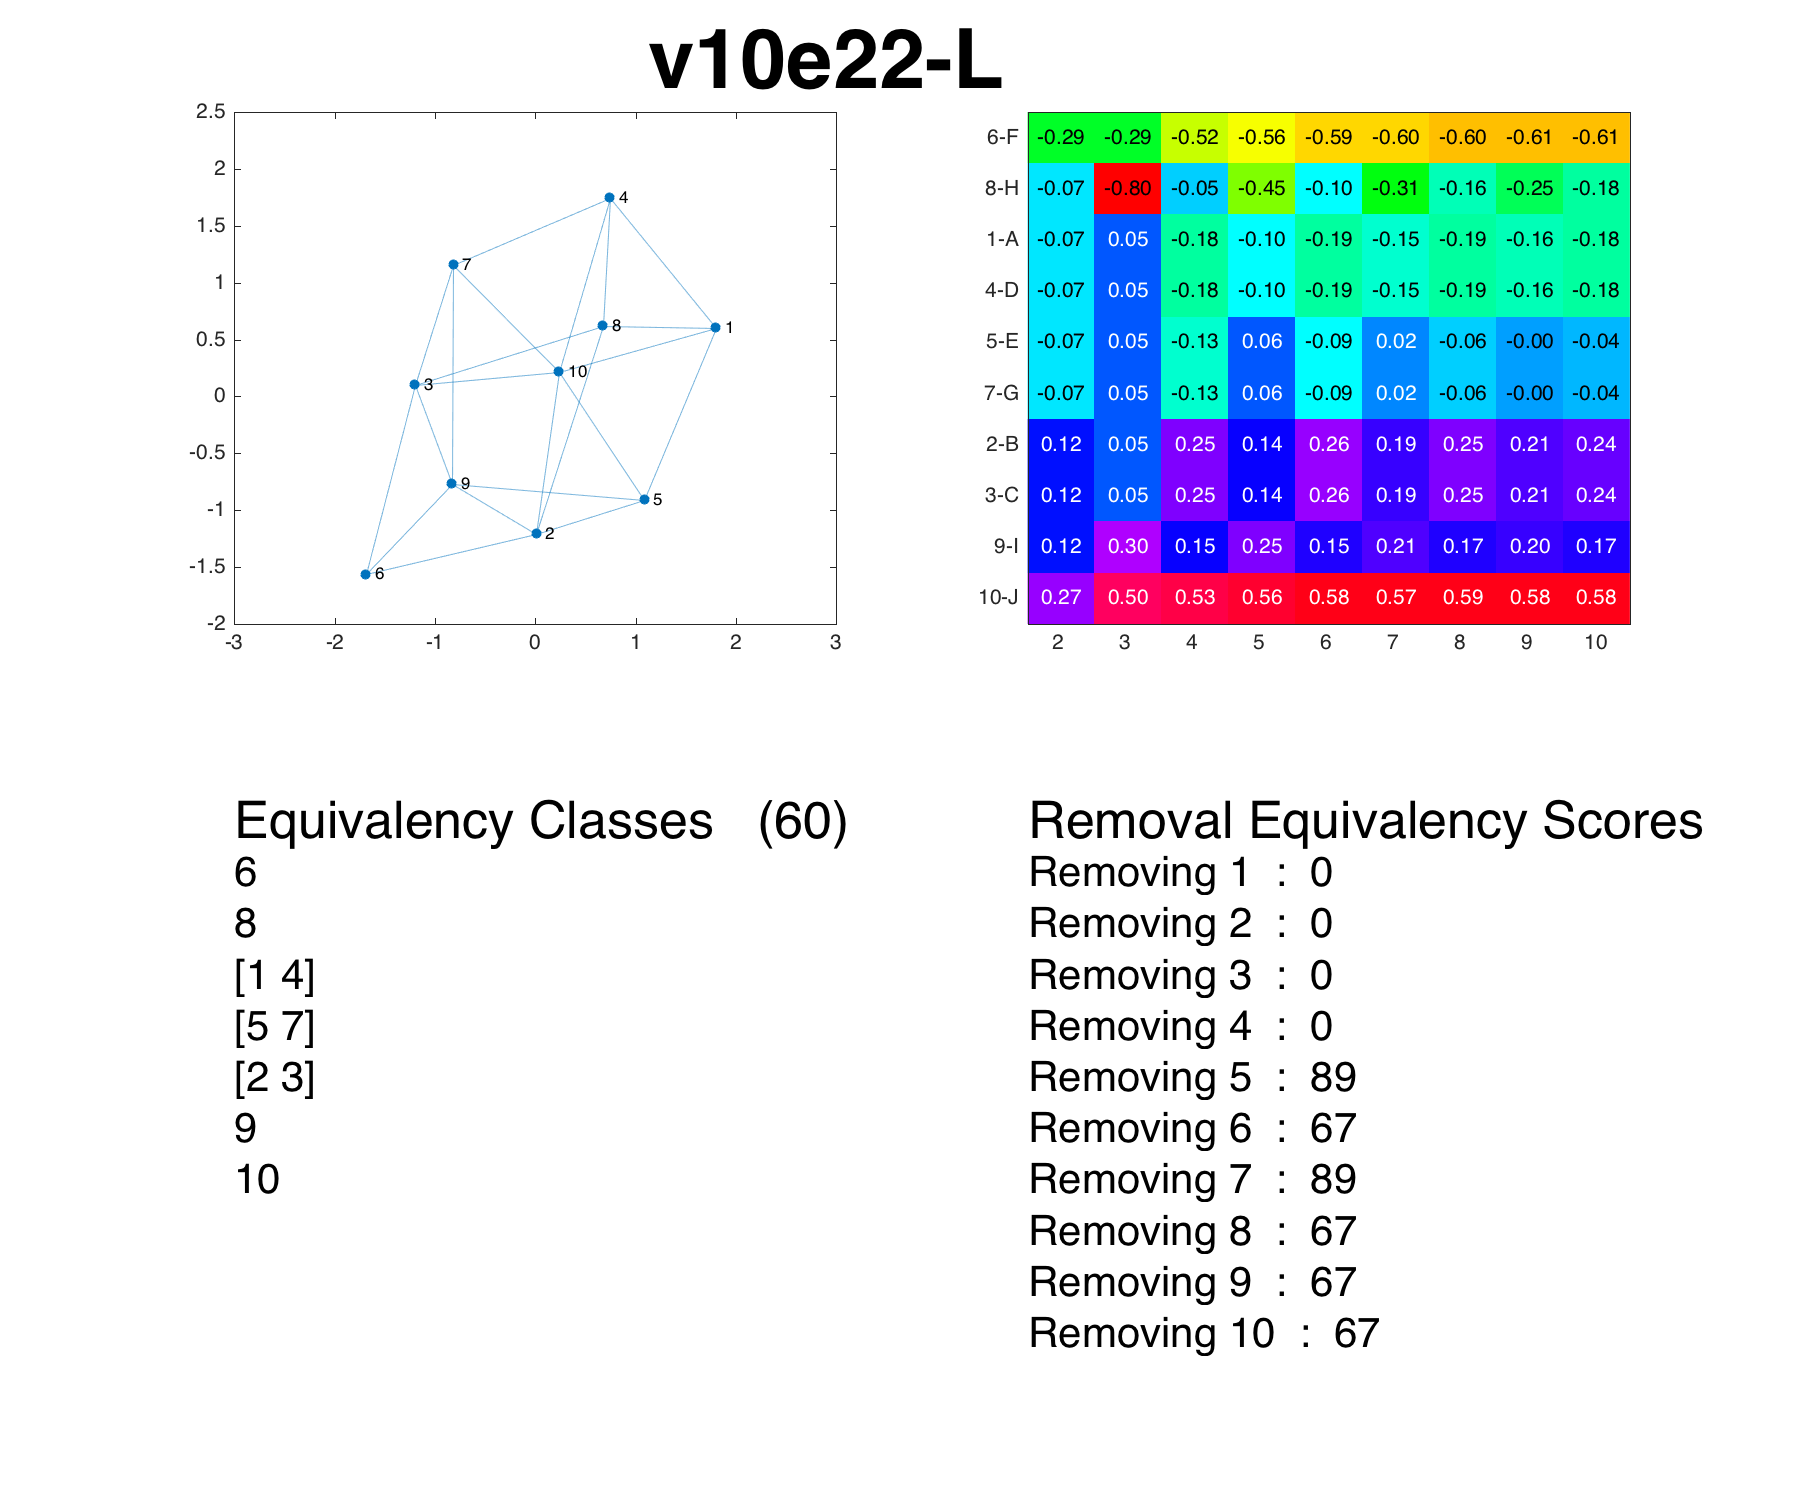 v10e22-L
2.5
2
1.5
1
0.5
0
-0.5
-1
-1.5
-2
-3 -2 -1 0 1 2 3
4
7
8
1
10
3
9
5
2
6
6-F -0.29 -0.29 -0.52 -0.56 -0.59 -0.60 -0.60 -0.61 -0.61
8-H -0.07 -0.80 -0.05 -0.45 -0.10 -0.31 -0.16 -0.25 -0.18
1-A -0.07 0.05 -0.18 -0.10 -0.19 -0.15 -0.19 -0.16 -0.18
4-D -0.07 0.05 -0.18 -0.10 -0.19 -0.15 -0.19 -0.16 -0.18
5-E -0.07 0.05 -0.13 0.06 -0.09 0.02 -0.06 -0.00 -0.04
7-G -0.07 0.05 -0.13 0.06 -0.09 0.02 -0.06 -0.00 -0.04
2-B 0.12 0.05 0.25 0.14 0.26 0.19 0.25 0.21 0.24
3-C 0.12 0.05 0.25 0.14 0.26 0.19 0.25 0.21 0.24
9-I 0.12 0.30 0.15 0.25 0.15 0.21 0.17 0.20 0.17
10-J 0.27 0.50 0.53 0.56 0.58 0.57 0.59 0.58 0.58
2 3 4 5 6 7 8 9 10
Equivalency Classes (60)
6
8
[1 4]
[5 7]
[2 3]
9
10
Removal Equivalency Scores
Removing 1 : 0
Removing 2 : 0
Removing 3 : 0
Removing 4 : 0
Removing 5 : 89
Removing 6 : 67
Removing 7 : 89
Removing 8 : 67
Removing 9 : 67
Removing 10 : 67